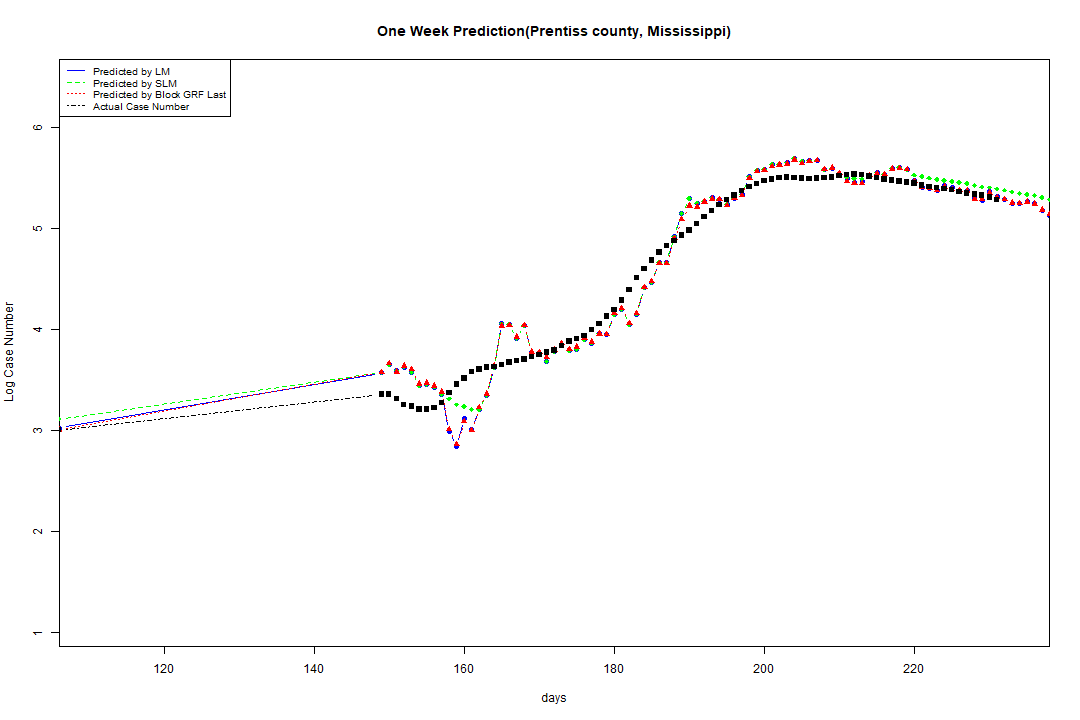 One Week Prediction(Prentiss county, Mississippi)
Predicted by LM
Predicted by SLM
Predicted by Block GRF Last
Actual Case Number
Log Case Number
6
5
4
3
2
1
120 140 160 180 200 220
days